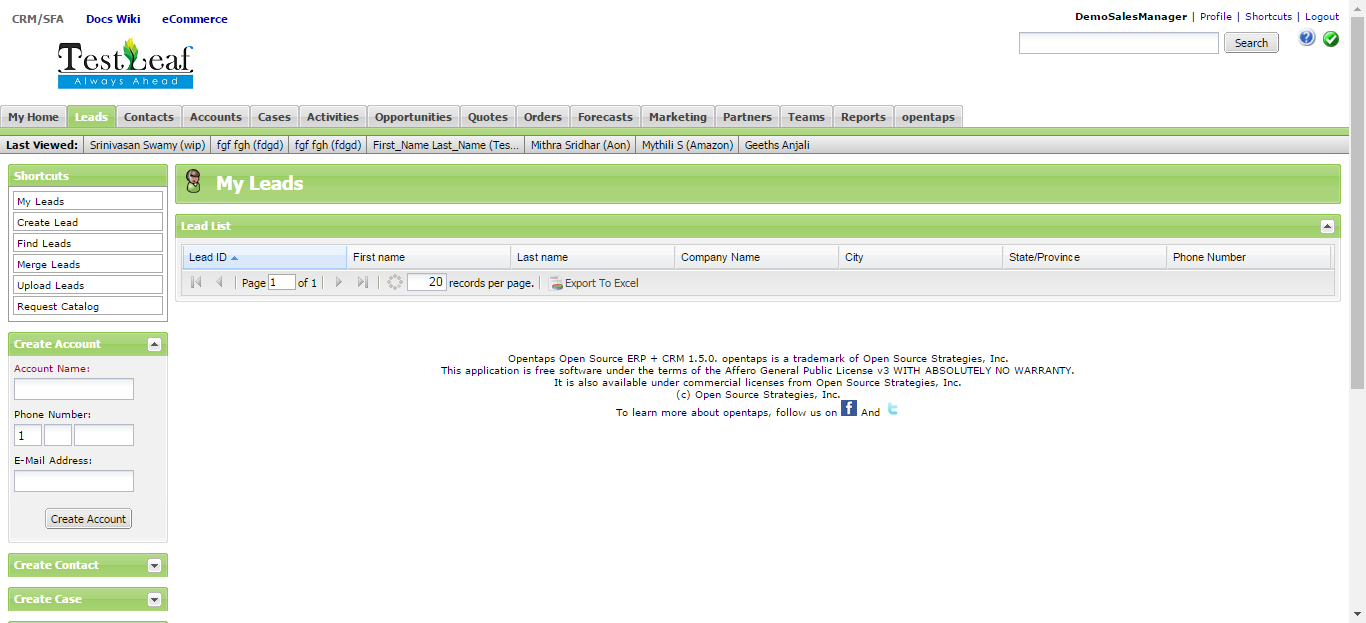 CRM/SFA Docs Wiki eCommerce
DemoSalesManager | Profile | Shortcuts | Logout
TestLeaf
Always Ahead
Search
My Home Leads Contacts Accounts Cases Activities Opportunities Quotes Orders Forecasts Marketing Partners Teams Reports opentaps
Last Viewed: Srinivasan Swamy (wip) fgf fgh (fdgd) fgf fgh (fdgd) First_Name Last_Name (Tes... Mithra Sridhar (Aon) Mythili S (Amazon) Geeths Anjali
Shortcuts
My Leads
Create Lead
Find Leads
Merge Leads
Upload Leads
Request Catalog
Create Account
Account Name:
Phone Number:
1
E-Mail Address:
Create Account
Create Contact
Create Case
My Leads
Lead List
Lead ID First name Last name Company Name City State/Province Phone Number
Page 1 of 1 20 records per page. Export To Excel
Opentaps Open Source ERP + CRM 1.5.0. opentaps is a trademark of Open Source Strategies, Inc.
This application is free software under the terms of the Affero General Public License v3 WITH ABSOLUTELY NO WARRANTY.
It is also available under commercial licenses from Open Source Strategies, Inc.
(c) Open Source Strategies, Inc.
To learn more about opentaps, follow us on f And t